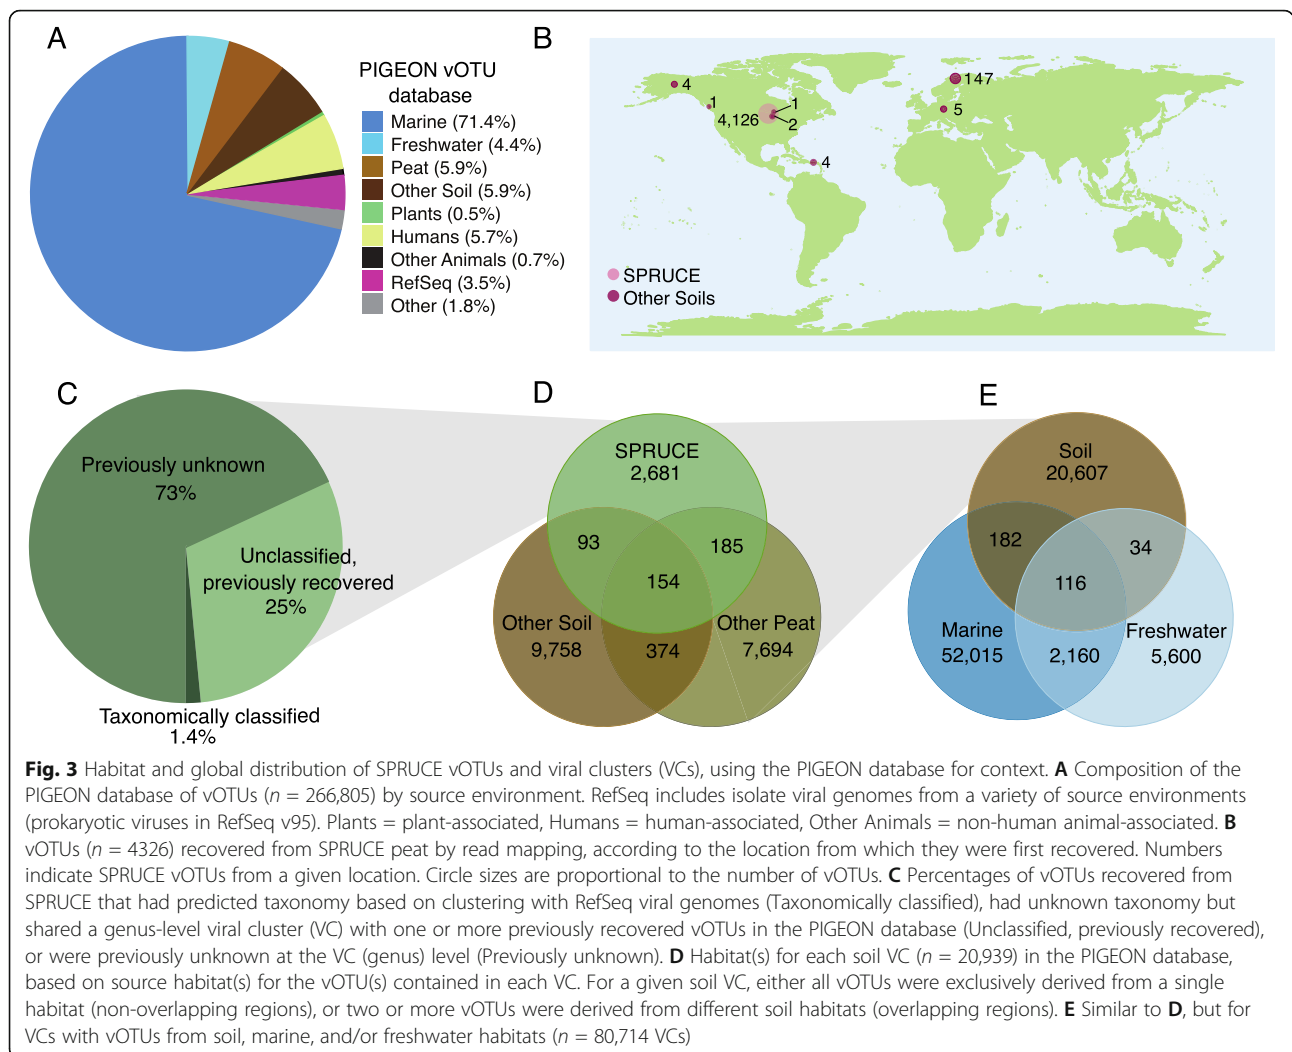 A
PIGEON vOTU
database
Marine (71.4%)
Freshwater (4.4%)
Peat (5.9%)
Other Soil (5.9%)
Plants (0.5%)
Humans (5.7%)
Other Animals (0.7%)
RefSeq (3.5%)
Other (1.8%)
B
4
1
4,126
1
2
4
147
5
SPRUCE
Other Soils
C
Previously unknown
73%
Unclassified,
previously recovered
25%
Taxonomically classified
1.4%
D
SPRUCE
2,681
93
185
154
Other Soil
9,758
374
Other Peat
7,694
E
Soil
20,607
182
34
116
Marine
52,015
2,160
Freshwater
5,600
Fig. 3 Habitat and global distribution of SPRUCE vOTUs and viral clusters (VCs), using the PIGEON database for context. A Composition of the
PIGEON database of vOTUs (n = 266,805) by source environment. RefSeq includes isolate viral genomes from a variety of source environments
(prokaryotic viruses in RefSeq v95). Plants = plant-associated, Humans = human-associated, Other Animals = non-human animal-associated. B
vOTUs (n = 4326) recovered from SPRUCE peat by read mapping, according to the location from which they were first recovered. Numbers
indicate SPRUCE vOTUs from a given location. Circle sizes are proportional to the number of vOTUs. C Percentages of vOTUs recovered from
SPRUCE that had predicted taxonomy based on clustering with RefSeq viral genomes (Taxonomically classified), had unknown taxonomy but
shared a genus-level viral cluster (VC) with one or more previously recovered vOTUs in the PIGEON database (Unclassified, previously recovered),
or were previously unknown at the VC (genus) level (Previously unknown). D Habitat(s) for each soil VC (n = 20,939) in the PIGEON database,
based on source habitat(s) for the vOTU(s) contained in each VC. For a given soil VC, either all vOTUs were exclusively derived from a single
habitat (non-overlapping regions), or two or more vOTUs were derived from different soil habitats (overlapping regions). E Similar to D, but for
VCs with vOTUs from soil, marine, and/or freshwater habitats (n = 80,714 VCs)